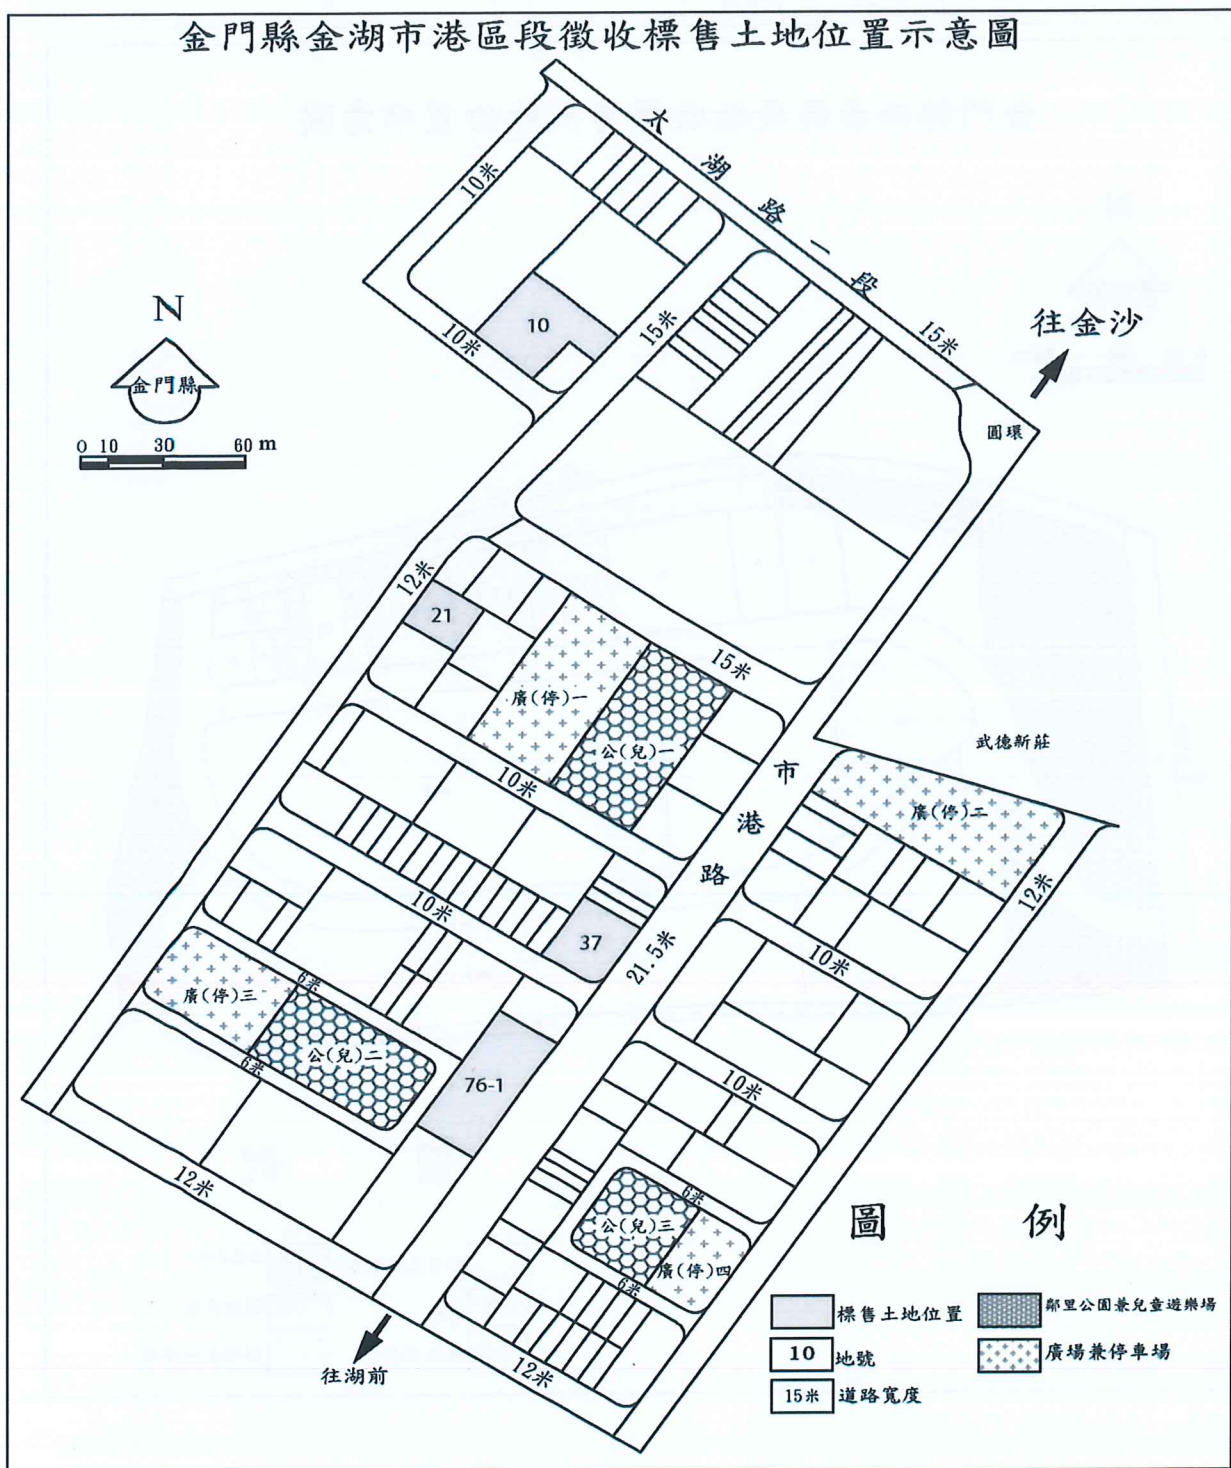 金門縣金湖市港區段徵收標售土地位置示意圖
太湖路一段
10米
10
10米
15米
15米
往金沙
圓環
N
金門縣
0 10 30 60 m
12米
21
15米
廣(停)一
公(兒)一
10米
市港路
武德新莊
廣(停)二
12米
10米
37
21.5米
10米
6米
廣(停)三
公(兒)二
6米
76-1
10米
12米
6米
公(兒)三
廣(停)四
6米
12米
往湖前
圖例
標售土地位置
鄰里公園兼兒童遊樂場
10 地號
廣場兼停車場
15米 道路寬度